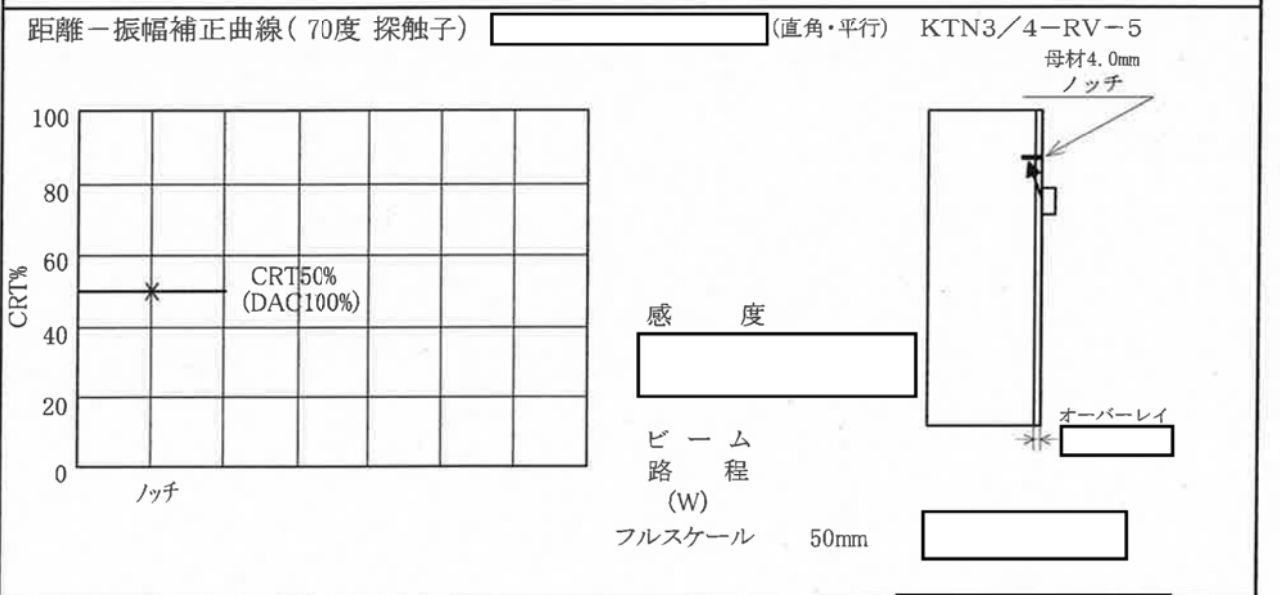 距離－振幅補正曲線( 70度 探触子)
(直角・平行)
KTN3／4－RV－5
母材4.0mm
ノッチ
100
80
60
40
20
0
CRT%
CRT50%
(DAC100%)
ノッチ
感 度
ビ ー ム
路 程
(W)
フルスケール 50mm
オーバーレイ